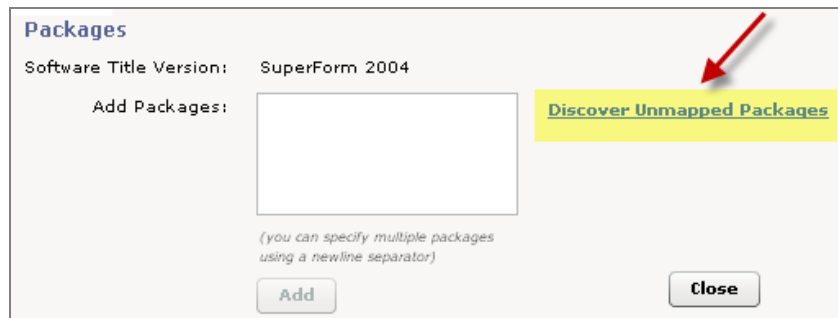 Packages
Software Title Version: SuperForm 2004
Add Packages:
Discover Unmapped Packages
(you can specify multiple packages
using a newline separator)
Add
Close